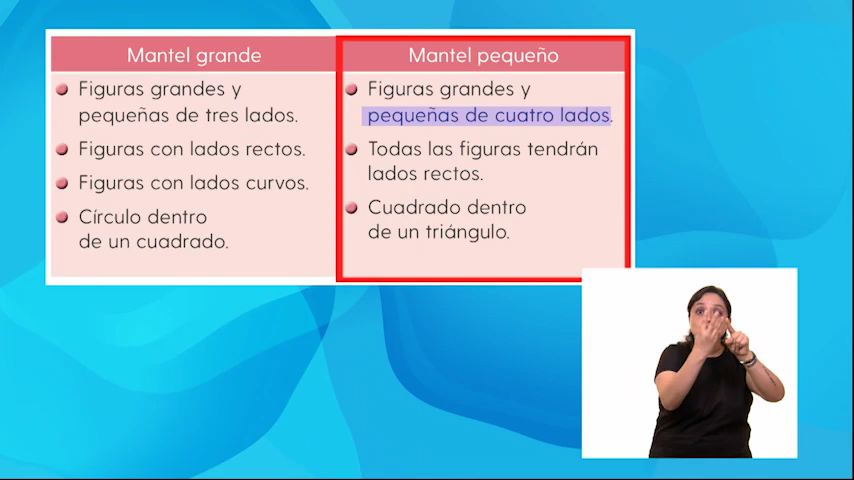 Mantel grande
Figuras grandes y
pequeñas de tres lados.
Figuras con lados rectos.
Figuras con lados curvos.
Círculo dentro
de un cuadrado.
Mantel pequeño
Figuras grandes y
pequeñas de cuatro lados.
Todas las figuras tendrán
lados rectos.
Cuadrado dentro
de un triángulo.